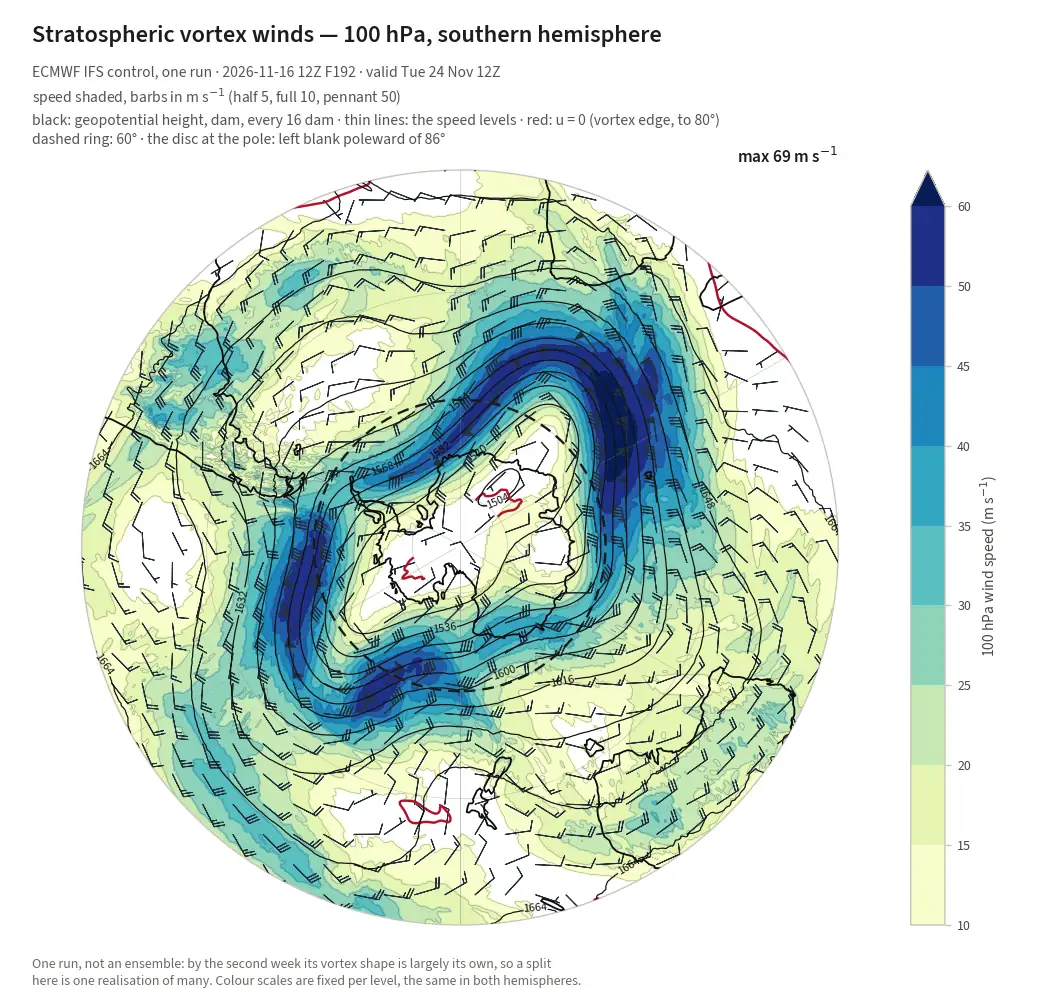 Stratospheric vortex winds — 100 hPa, southern hemisphere
ECMWF IFS control, one run · 2026-11-16 12Z F192 · valid Tue 24 Nov 12Z
speed shaded, barbs in m s⁻¹ (half 5, full 10, pennant 50)
black: geopotential height, dam, every 16 dam · thin lines: the speed levels · red: u = 0 (vortex edge, to 80°)
dashed ring: 60° · the disc at the pole: left blank poleward of 86°
max 69 m s⁻¹
60
50
45
40
35
30
25
20
15
10
100 hPa wind speed (m s⁻¹)
1664
1568
1504
1648
1632
1536
1600
1616
1664
1664
1664
One run, not an ensemble: by the second week its vortex shape is largely its own, so a split
here is one realisation of many. Colour scales are fixed per level, the same in both hemispheres.